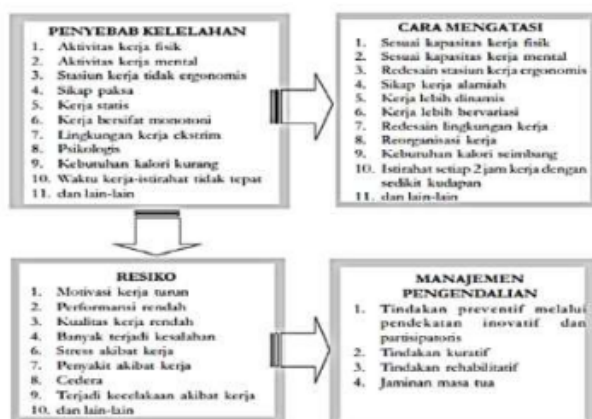 PENYEBAB KELELAHAN
1. Aktivitas kerja fisik
2. Aktivitas kerja mental
3. Stasiun kerja tidak ergonomis
4. Sikap paksa
5. Kerja statis
6. Kerja bersifat monotoni
7. Lingkungan kerja ekstrim
8. Psikologis
9. Kebutuhan kalori kurang
10. Waktu kerja-istirahat tidak tepat
11. dan lain-lain
CARA MENGATASI
1. Sesuai kapasitas kerja fisik
2. Sesuai kapasitas kerja mental
3. Redesain stasiun kerja ergonomis
4. Sikap kerja alamiah
5. Kerja lebih dinamis
6. Kerja lebih bervariasi
7. Redesain lingkungan kerja
8. Reorganisasi kerja
9. Kebutuhan kalori seimbang
10. Istirahat setiap 2 jam kerja dengan
sedikit kudapan
11. dan lain-lain
RESIKO
1. Motivasi kerja turun
2. Performansi rendah
3. Kualitas kerja rendah
4. Banyak terjadi kesalahan
6. Stress akibat kerja
7. Penyakit akibat kerja
8. Cedera
9. Terjadi kecelakaan akibat kerja
10. dan lain-lain
MANAJEMEN
PENGENDALIAN
1. Tindakan preventif melalui
pendekatan inovatif dan
partisipatoris
2. Tindakan kuratif
3. Tindakan rehabilitatif
4. Jaminan masa tua